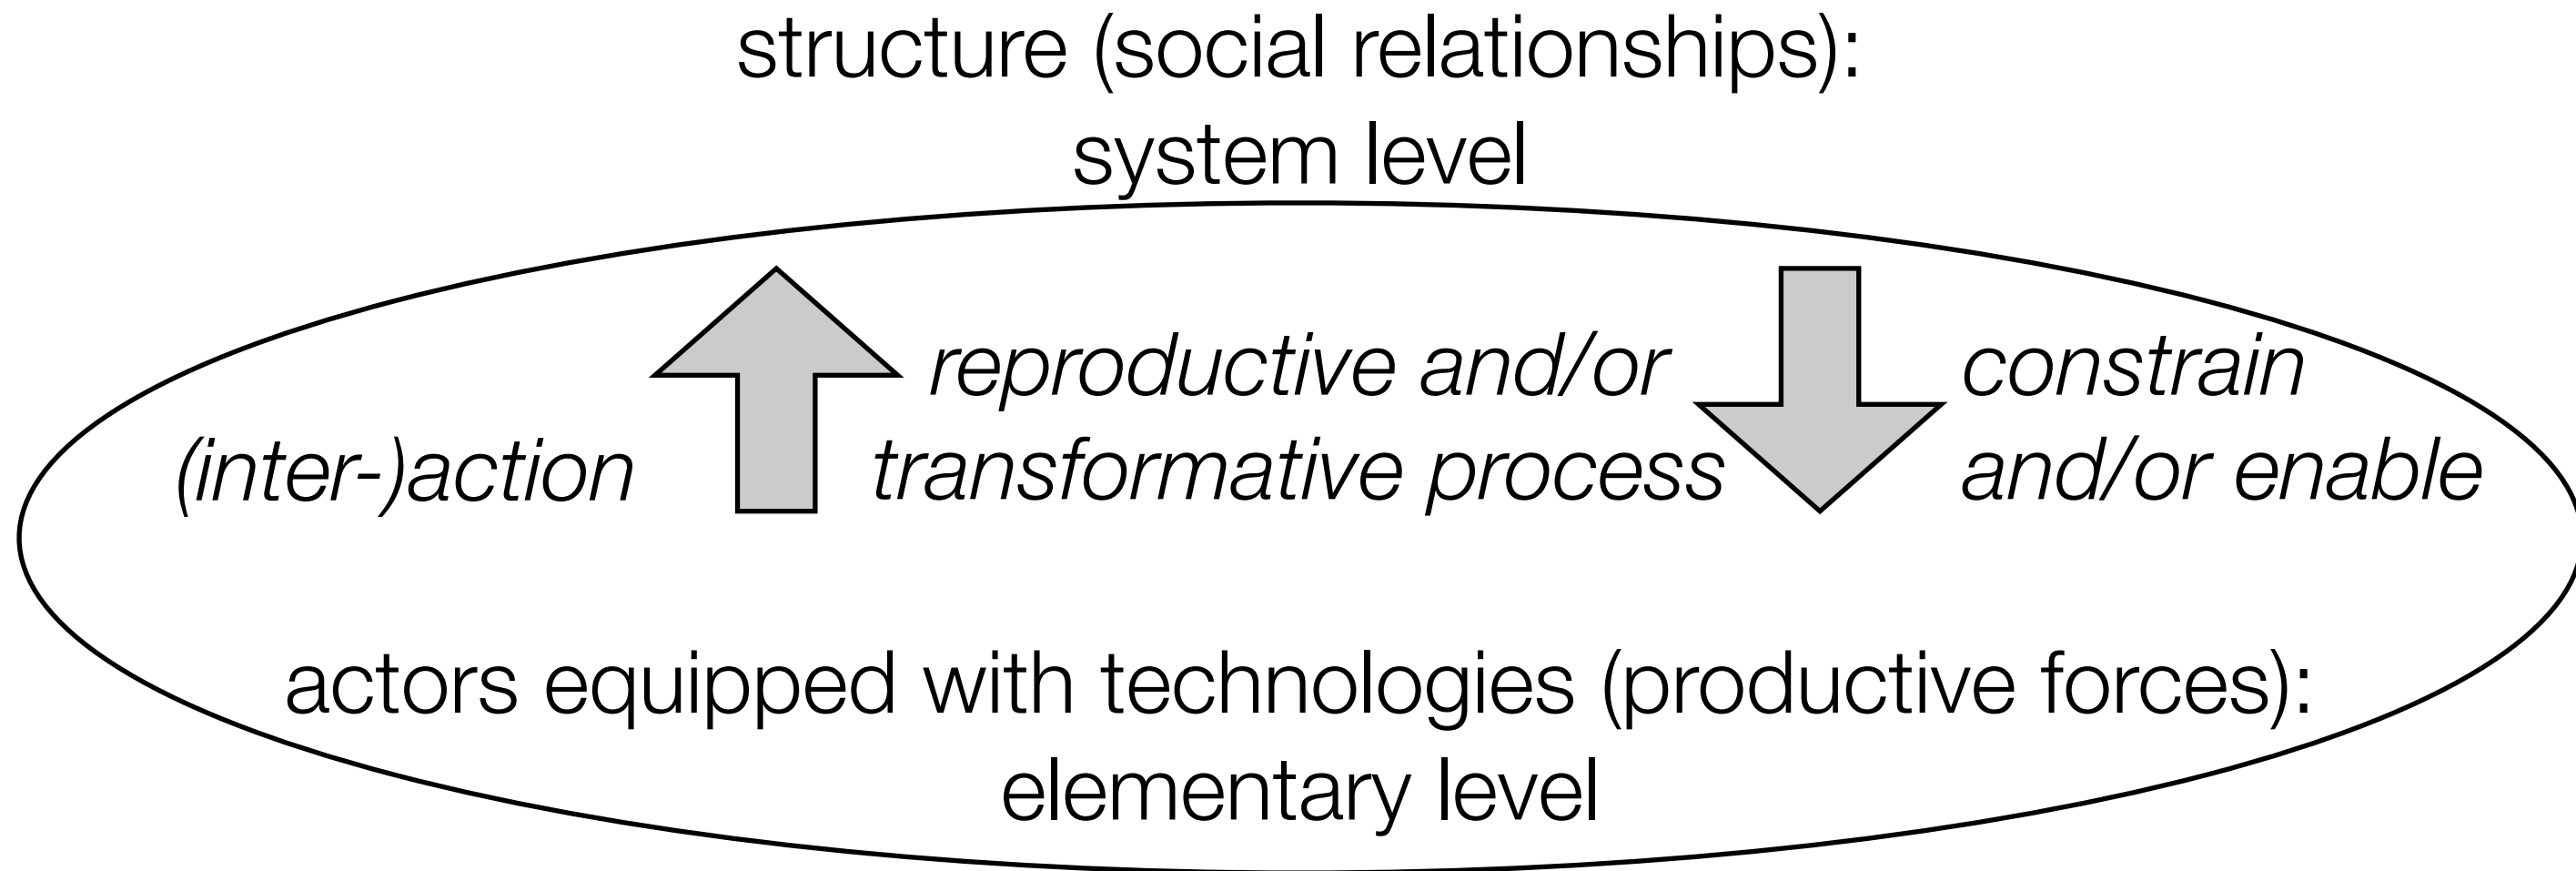 structure (social relationships):
system level
(inter-)action
reproductive and/or
transformative process
constrain
and/or enable
actors equipped with technologies (productive forces):
elementary level